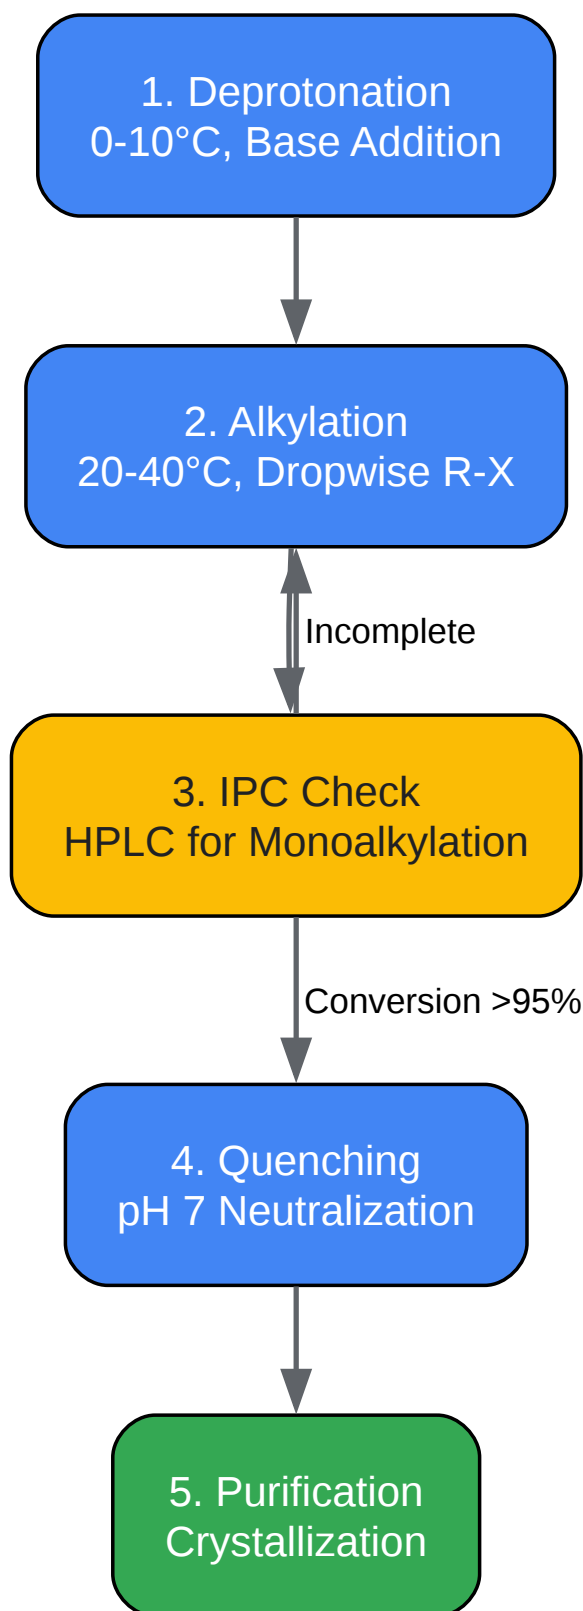 1. Deprotonation
0-10°C, Base Addition
2. Alkylation
20-40°C, Dropwise R-X
Incomplete
3. IPC Check
HPLC for Monoalkylation
Conversion >95%
4. Quenching
pH 7 Neutralization
5. Purification
Crystallization